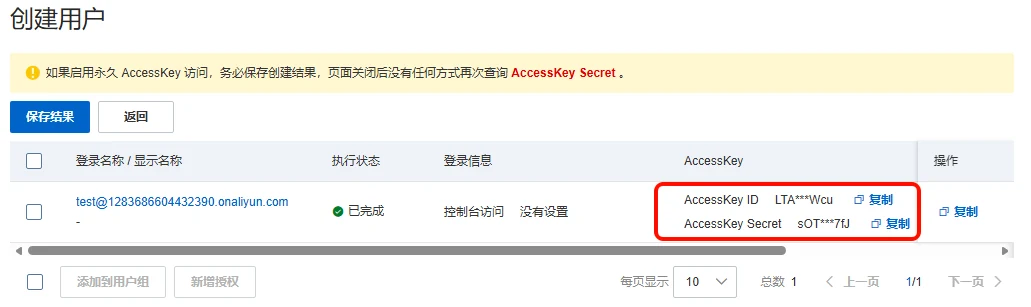 创建用户
如果启用永久 AccessKey 访问，务必保存创建结果，页面关闭后没有任何方式再次查询 AccessKey Secret 。
保存结果 返回
登录名称 / 显示名称 执行状态 登录信息 AccessKey 操作
test@1283686604432390.onaliyun.com 已完成 控制台访问 没有设置 AccessKey ID LTA***Wcu 复制 复制
- AccessKey Secret sOT***7fJ 复制
添加到用户组 新增授权 每页显示 10 总数 1 上一页 1/1 下一页